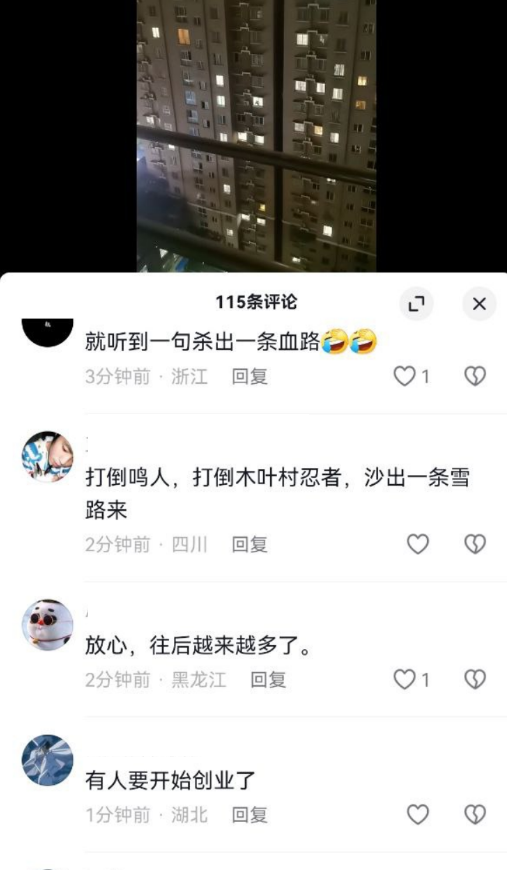 115条评论
就听到一句杀出一条血路🤣🤣
3分钟前 · 浙江 回复
1
打倒鸣人，打倒木叶村忍者，沙出一条雪
路来
2分钟前 · 四川 回复
放心，往后越来越多了。
2分钟前 · 黑龙江 回复
1
有人要开始创业了
1分钟前 · 湖北 回复